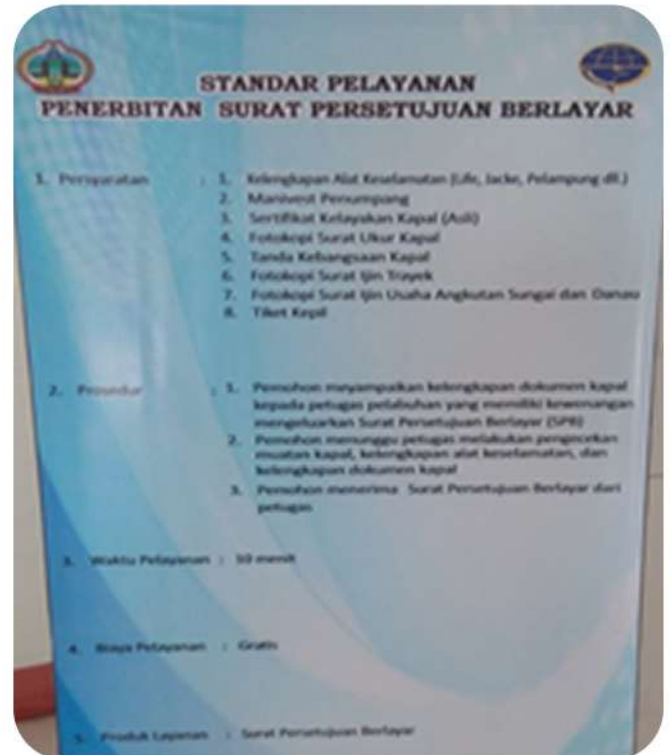 STANDAR PELAYANAN
PENERBITAN SURAT PERSETUJUAN BERLAYAR
1. Persyaratan : 1. Kelengkapan Alat Keselamatan (Life, Jacke, Pelampung dll.)
2. Manivest Penumpang
3. Sertifikat Kelayakan Kapal (Asli)
4. Fotokopi Surat Ukur Kapal
5. Tanda Kebangsaan Kapal
6. Fotokopi Surat Ijin Trayek
7. Fotokopi Surat Ijin Usaha Angkutan Sungai dan Danau
8. Tiket Kepil
2. Prosedur : 1. Pemohon meyampaikan kelengkapan dokumen kapal
kepada petugas pelabuhan yang memiliki kewenangan
mengeluarkan Surat Persetujuan Berlayar (SPB)
2. Pemohon menunggu petugas melakukan pengecekan
muatan kapal, kelengkapan alat keselamatan, dan
kelengkapan dokumen kapal
3. Pemohon menerima Surat Persetujuan Berlayar dari
petugas
3. Waktu Pelayanan : 10 menit
4. Biaya Pelayanan : Gratis
5. Produk Layanan : Surat Persetujuan Berlayar